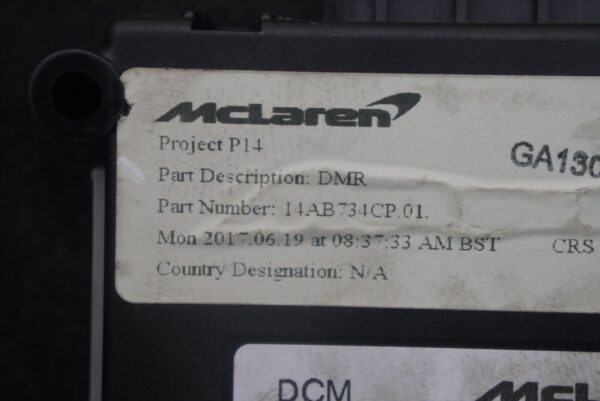 McLaren
Project P14
GA130
Part Description: DMR
Part Number: 14AB734CP.01.
Mon 2017.06.19 at 08:37:33 AM BST CRS
Country Designation: N/A
DCM McL